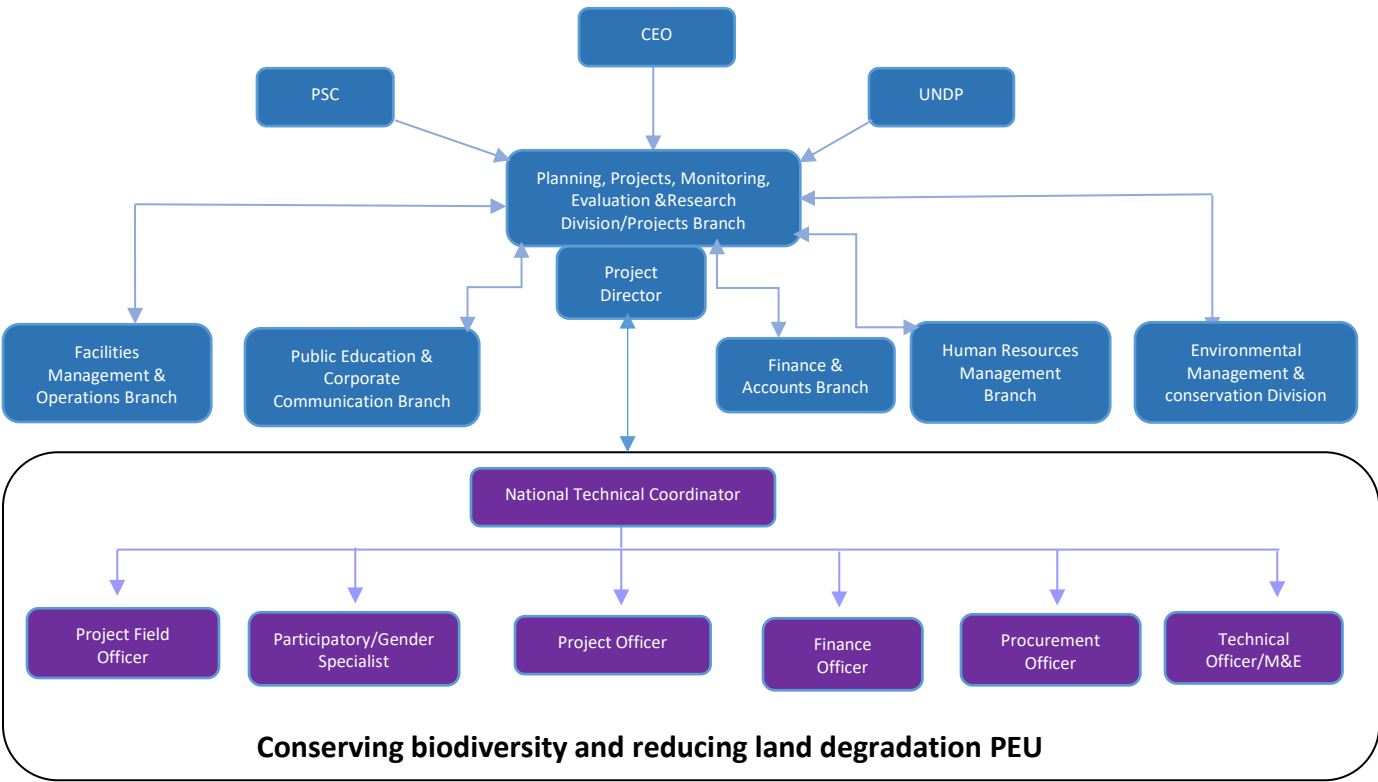 CEO
PSC
UNDP
Planning, Projects, Monitoring,
Evaluation &Research
Division/Projects Branch
Project
Director
Facilities
Management &
Operations Branch
Public Education &
Corporate
Communication Branch
Finance &
Accounts Branch
Human Resources
Management
Branch
Environmental
Management &
conservation Division
National Technical Coordinator
Project Field
Officer
Participatory/Gender
Specialist
Project Officer
Finance
Officer
Procurement
Officer
Technical
Officer/M&E
Conserving biodiversity and reducing land degradation PEU